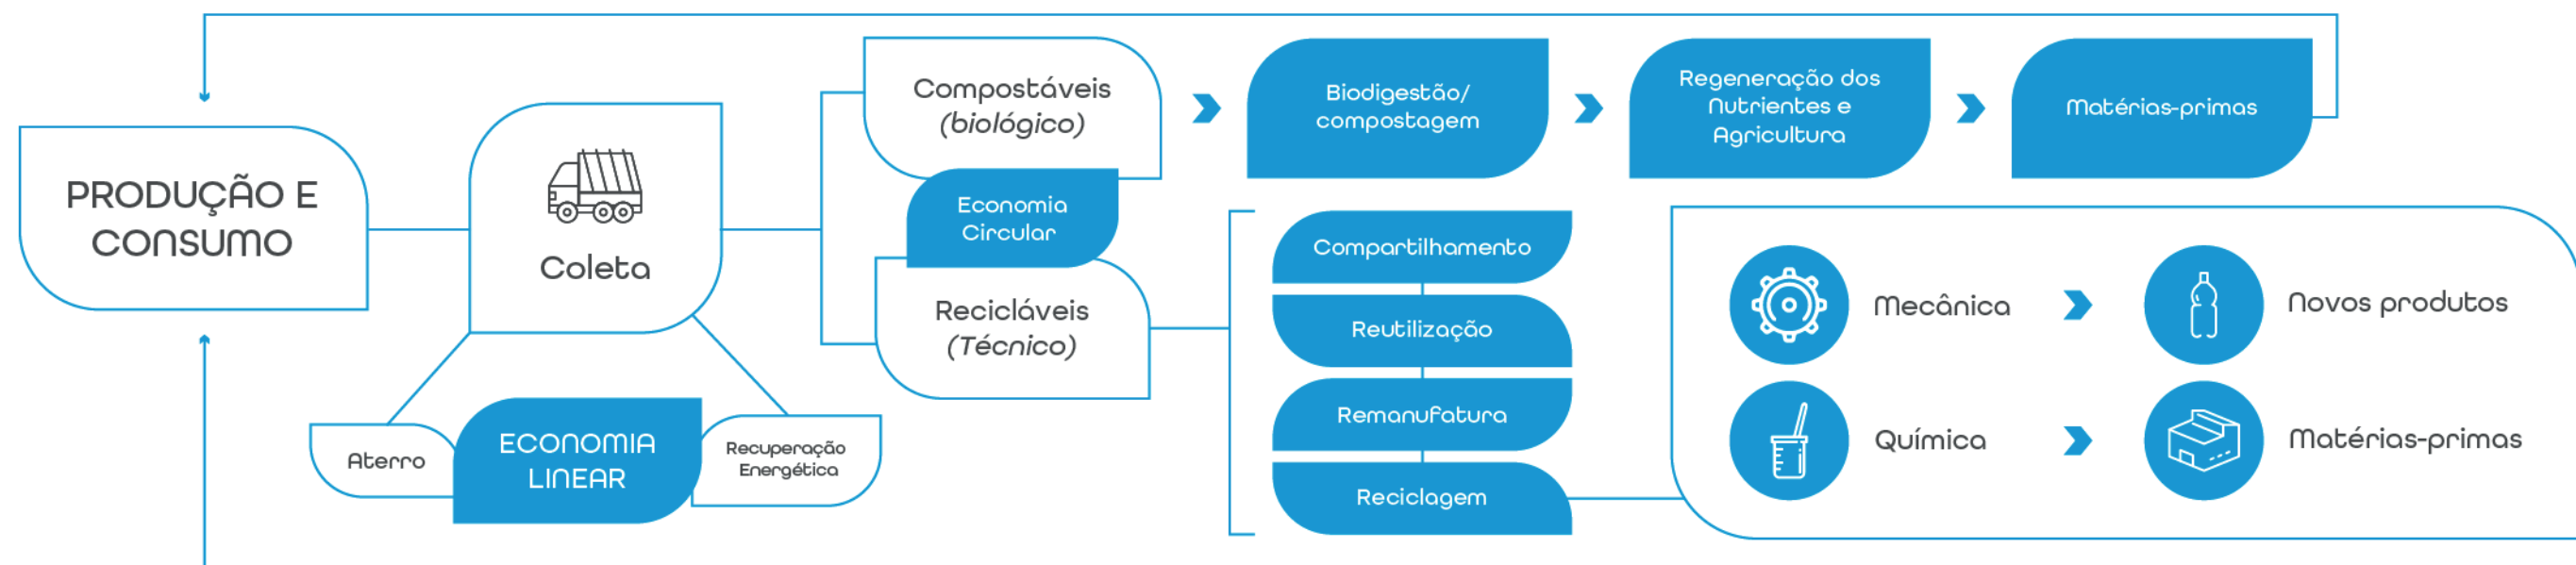 PRODUÇÃO E
CONSUMO
Coleta
Aterro
ECONOMIA
LINEAR
Recuperação
Energética
Compostáveis
(biológico)
Economia
Circular
Recicláveis
(Técnico)
Biodigestão/
compostagem
Regeneração dos
Nutrientes e
Agricultura
Matérias-primas
Compartilhamento
Reutilização
Remanufatura
Reciclagem
Mecânica
Novos produtos
Química
Matérias-primas